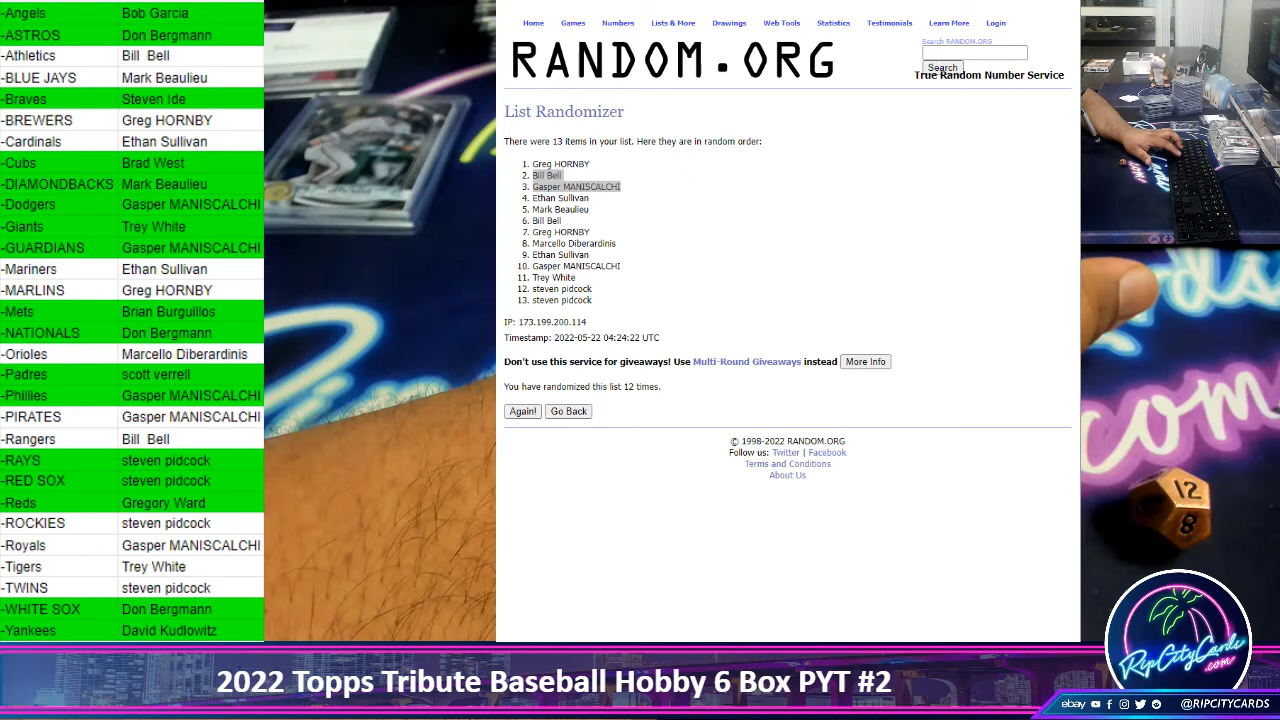 -Angels Bob Garcia
-ASTROS Don Bergmann
-Athletics Bill Bell
-BLUE JAYS Mark Beaulieu
-Braves Steven Ide
-BREWERS Greg HORNBY
-Cardinals Ethan Sullivan
-Cubs Brad West
-DIAMONDBACKS Mark Beaulieu
-Dodgers Gasper MANISCALCHI
-Giants Trey White
-GUARDIANS Gasper MANISCALCHI
-Mariners Ethan Sullivan
-MARLINS Greg HORNBY
-Mets Brian Burguillos
-NATIONALS Don Bergmann
-Orioles Marcello Diberardinis
-Padres scott verrell
-Phillies Gasper MANISCALCHI
-PIRATES Gasper MANISCALCHI
-Rangers Bill Bell
-RAYS steven pidcock
-RED SOX steven pidcock
-Reds Gregory Ward
-ROCKIES steven pidcock
-Royals Gasper MANISCALCHI
-Tigers Trey White
-TWINS steven pidcock
-WHITE SOX Don Bergmann
-Yankees David Kudlowitz
Home Games Numbers Lists & More Drawings Web Tools Statistics Testimonials Learn More Login
RANDOM.ORG
Search RANDOM.ORG
Search
True Random Number Service
List Randomizer
There were 13 items in your list. Here they are in random order:
1. Greg HORNBY
2. Bill Bell
3. Gasper MANISCALCHI
4. Ethan Sullivan
5. Mark Beaulieu
6. Bill Bell
7. Greg HORNBY
8. Marcello Diberardinis
9. Ethan Sullivan
10. Gasper MANISCALCHI
11. Trey White
12. steven pidcock
13. steven pidcock
IP: 173.199.200.114
Timestamp: 2022-05-22 04:24:22 UTC
Don't use this service for giveaways! Use Multi-Round Giveaways instead More Info
You have randomized this list 12 times.
Again! Go Back
© 1998-2022 RANDOM.ORG
Follow us: Twitter | Facebook
Terms and Conditions
About Us
.com
12
8
RipCityCards
.com
2022 Topps Tribute Baseball Hobby 6 Box PYT #2
ebay @RIPCITYCARDS